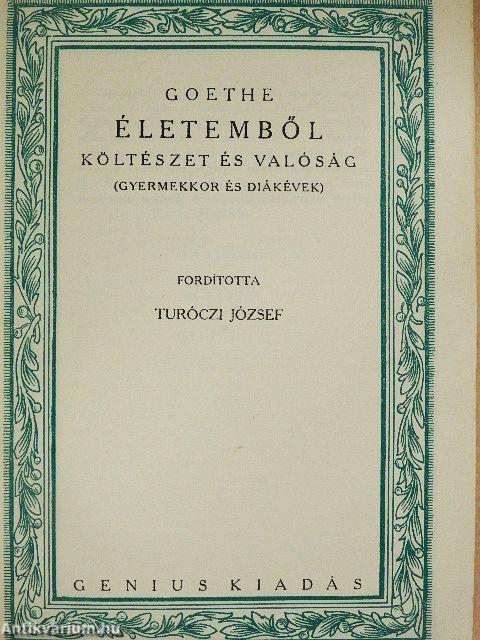 GOETHE
ÉLETEMBŐL
KÖLTÉSZET ÉS VALÓSÁG
(GYERMEKKOR ÉS DIÁKÉVEK)
FORDÍTOTTA
TURÓCZI JÓZSEF
GENIUS KIADÁS
Antikvarium.hu